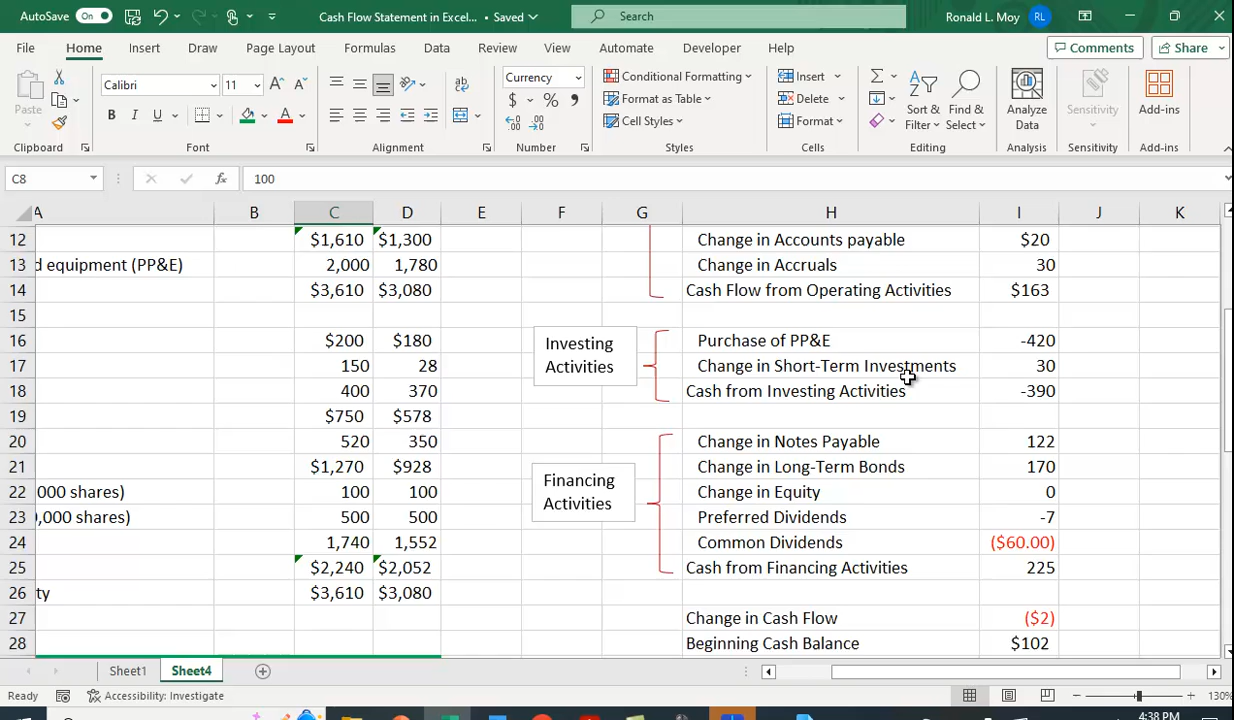 AutoSave On Cash Flow Statement in Excel... • Saved Search Ronald L. Moy RL
File Home Insert Draw Page Layout Formulas Data Review View Automate Developer Help Comments Share
Paste Calibri 11 A A ab Currency Conditional Formatting Insert Σ Sort & Filter Find & Select Analyze Data Sensitivity Add-ins
B I U A $ % 9 Format as Table Delete
Cell Styles Format
Clipboard Font Alignment Number Styles Cells Editing Analysis Sensitivity Add-ins
C8 fx 100
A B C D E F G H I J K
12 $1,610 $1,300 Change in Accounts payable $20
13 d equipment (PP&E) 2,000 1,780 Change in Accruals 30
14 $3,610 $3,080 Cash Flow from Operating Activities $163
15
16 $200 $180 Investing Activities Purchase of PP&E -420
17 150 28 Change in Short-Term Investments 30
18 400 370 Cash from Investing Activities -390
19 $750 $578
20 520 350 Change in Notes Payable 122
21 $1,270 $928 Financing Activities Change in Long-Term Bonds 170
22 ,000 shares) 100 100 Change in Equity 0
23 0,000 shares) 500 500 Preferred Dividends -7
24 1,740 1,552 Common Dividends ($60.00)
25 $2,240 $2,052 Cash from Financing Activities 225
26 ty $3,610 $3,080
27 Change in Cash Flow ($2)
28 Beginning Cash Balance $102
Sheet1 Sheet4
Ready Accessibility: Investigate 130%
4:38 PM